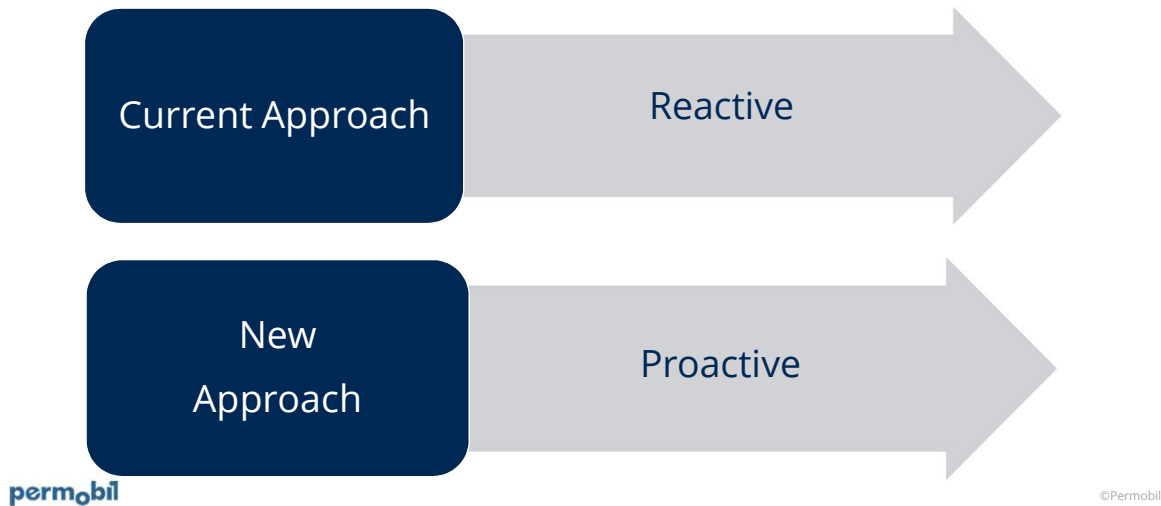 Current Approach
Reactive
New
Approach
Proactive
permobil
©Permobil